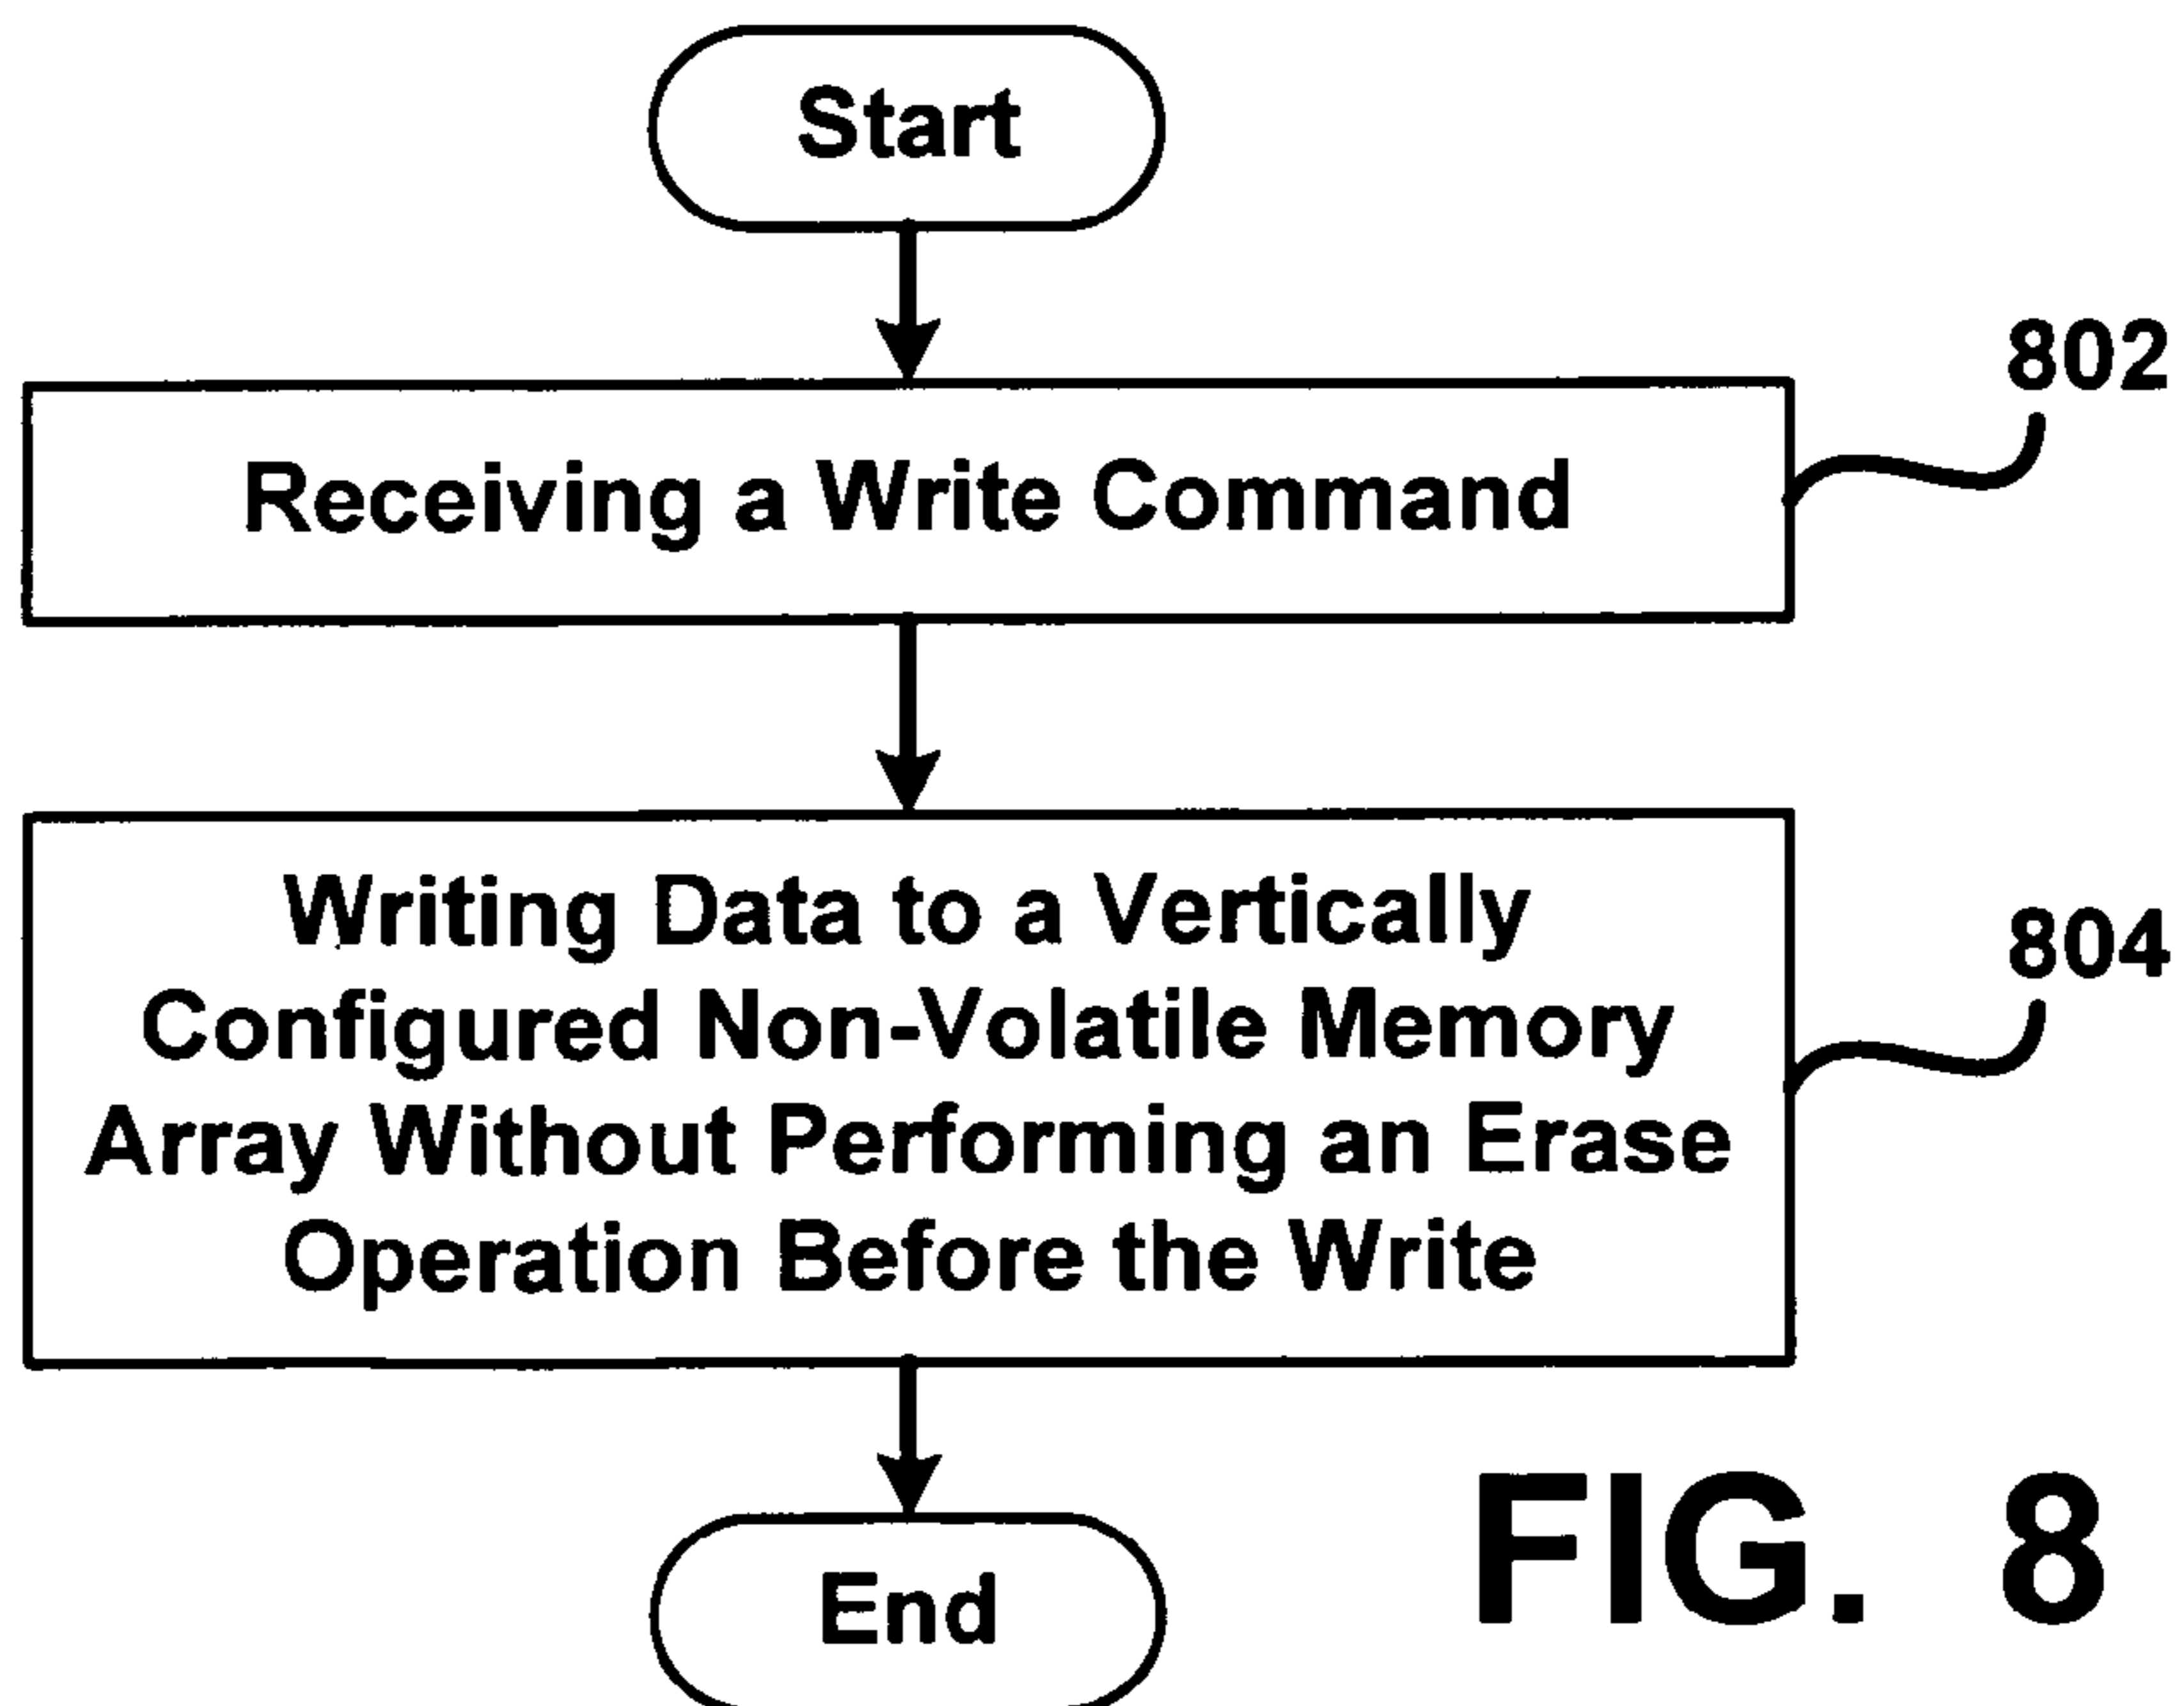 Start
802
Receiving a Write Command
Writing Data to a Vertically
804
Configured Non-Volatile Memory
Array Without Performing an Erase
Operation Before the Write
End
FIG. 8